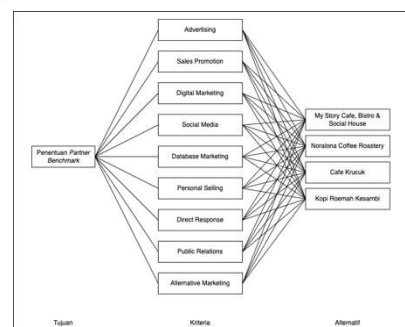 Advertising
Sales Promotion
Digital Marketing
Social Media
Database Marketing
Personal Selling
Direct Response
Public Relations
Alternative Marketing
Penentuan Partner
Benchmark
My Story Cafe, Bistro &
Social House
Noralona Coffee Roastery
Cafe Krucuk
Kopi Roemah Kesambi
Tujuan
Kriteria
Alternatif